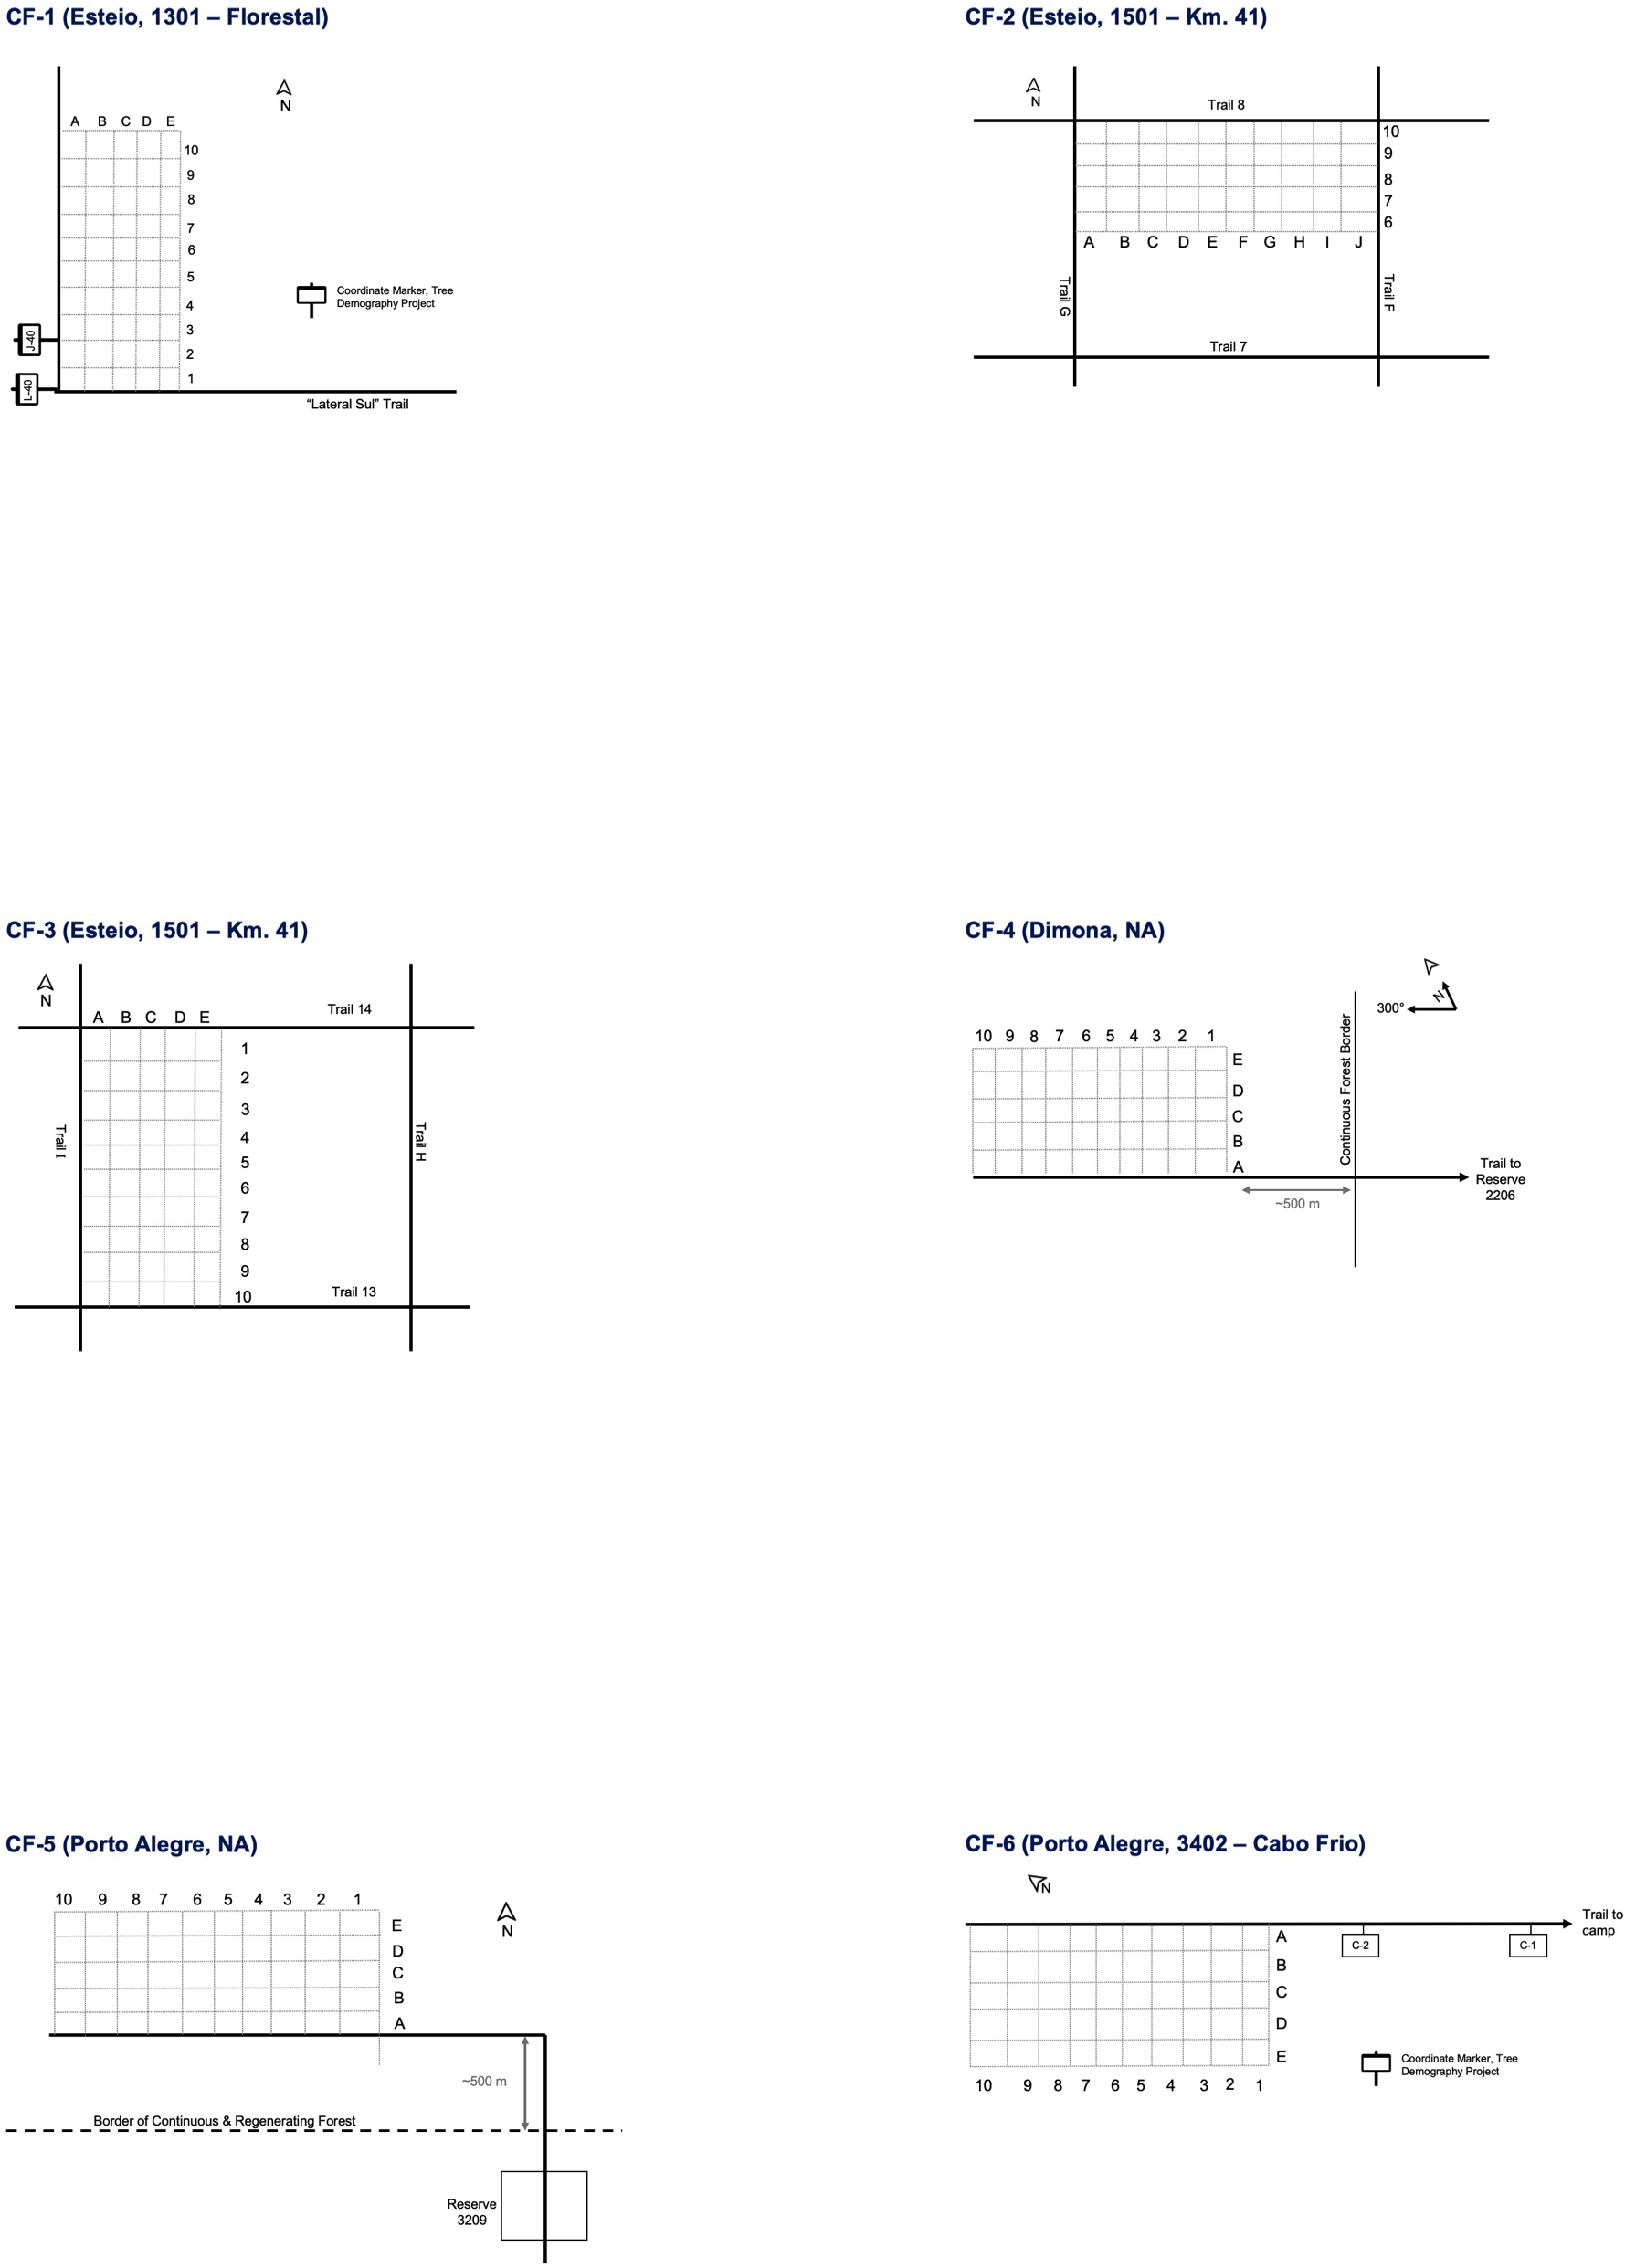 CF-1 (Esteio, 1301 – Florestal)
N
A B C D E
10
9
8
7
6
5
4
3
2
1
J-40
L-40
Coordinate Marker, Tree
Demography Project
"Lateral Sul" Trail
CF-2 (Esteio, 1501 – Km. 41)
N
Trail 8
10
9
8
7
6
A B C D E F G H I J
Trail G
Trail F
Trail 7
CF-3 (Esteio, 1501 – Km. 41)
N
Trail 14
A B C D E
1
2
3
4
5
6
7
8
9
10
Trail I
Trail H
Trail 13
CF-4 (Dimona, NA)
N
300°
10 9 8 7 6 5 4 3 2 1
E
D
C
B
A
Continuous Forest Border
Trail to
Reserve
2206
~500 m
CF-5 (Porto Alegre, NA)
10 9 8 7 6 5 4 3 2 1
N
E
D
C
B
A
~500 m
Border of Continuous & Regenerating Forest
Reserve
3209
CF-6 (Porto Alegre, 3402 – Cabo Frio)
N
Trail to
camp
A
B
C
D
E
C-2
C-1
Coordinate Marker, Tree
Demography Project
10 9 8 7 6 5 4 3 2 1